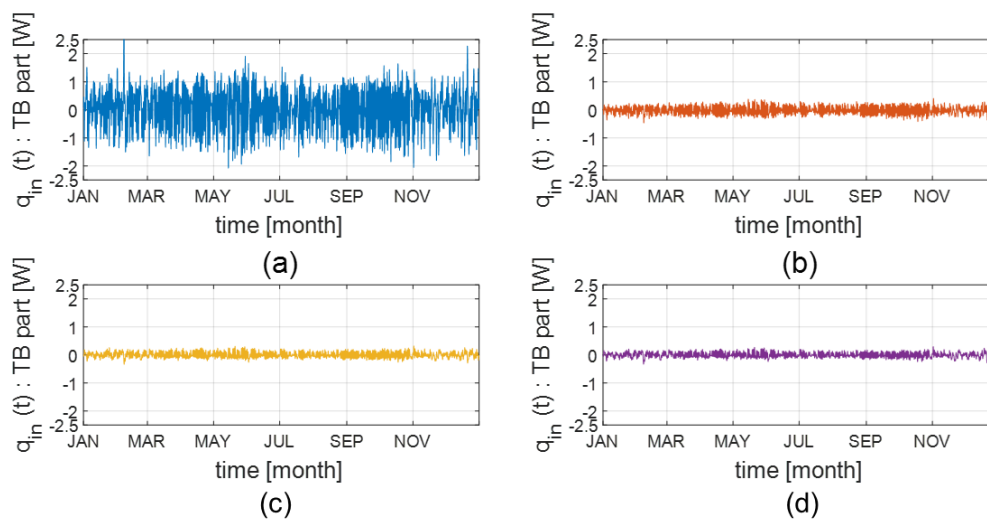 q_in (t) : TB part [W]
2.5
2
1
0
-1
-2
-2.5
JAN MAR MAY JUL SEP NOV
time [month]
(a)
q_in (t) : TB part [W]
2.5
2
1
0
-1
-2
-2.5
JAN MAR MAY JUL SEP NOV
time [month]
(b)
q_in (t) : TB part [W]
2.5
2
1
0
-1
-2
-2.5
JAN MAR MAY JUL SEP NOV
time [month]
(c)
q_in (t) : TB part [W]
2.5
2
1
0
-1
-2
-2.5
JAN MAR MAY JUL SEP NOV
time [month]
(d)